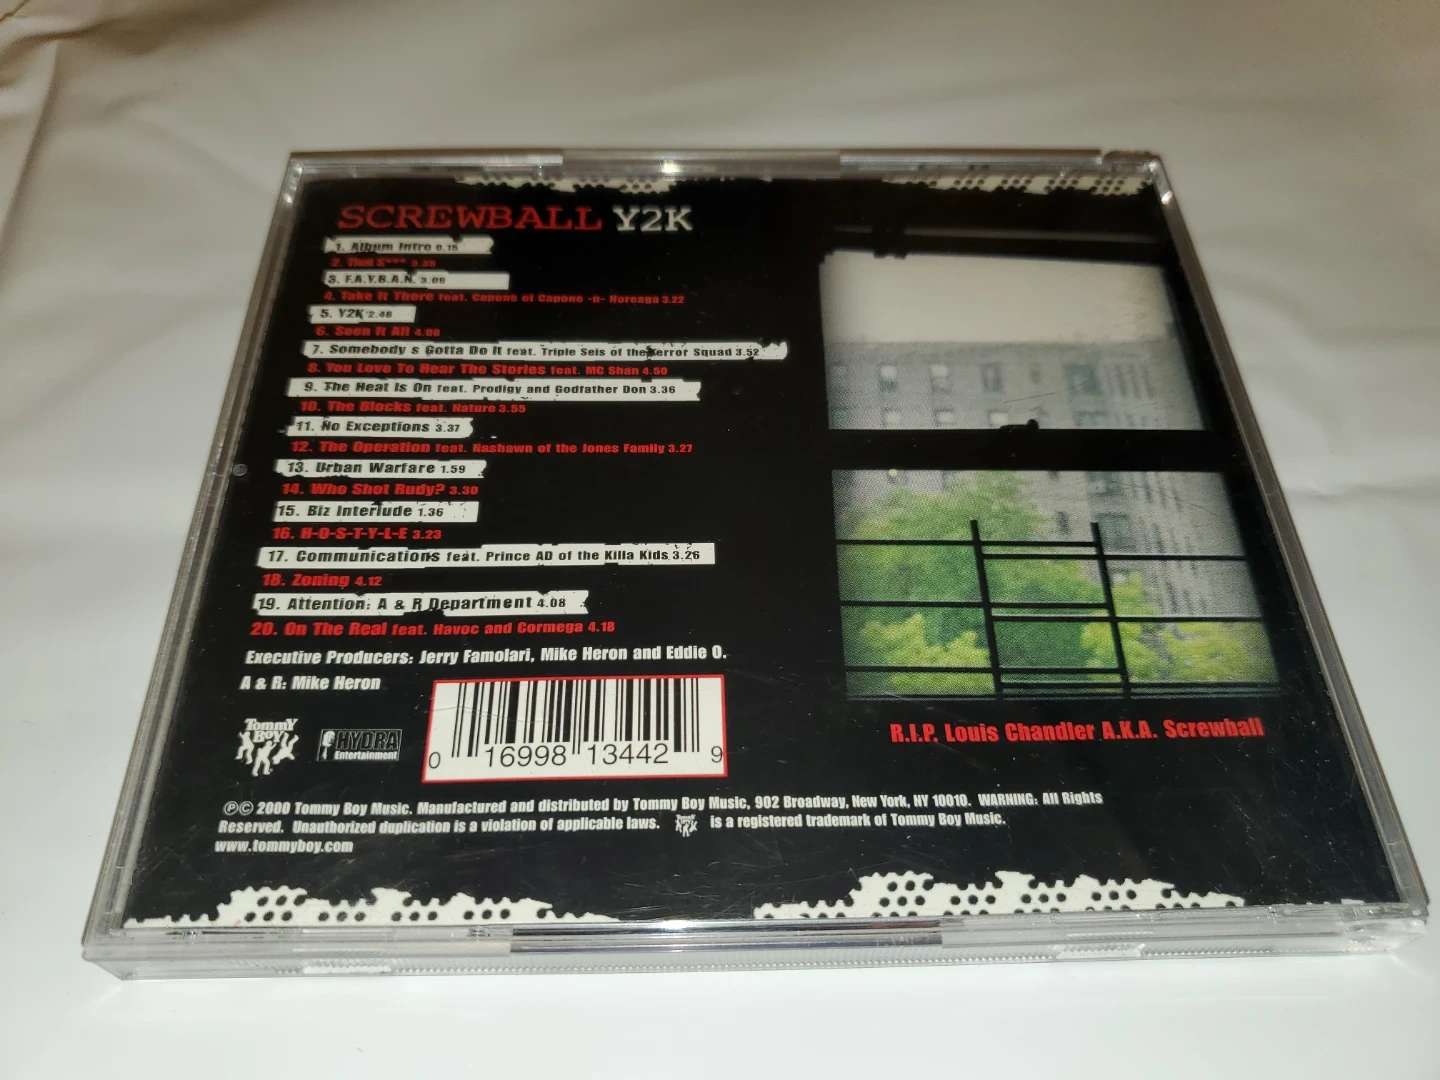 SCREWBALL Y2K
1. Album Intro 0.15
2. That S*** 3.38
3. F.A.Y.B.A.N. 3.09
4. Take It There feat. Capone of Capone -n- Noreaga 3.22
5. Y2K 2.48
6. Seen It All 4.08
7. Somebody s Gotta Do It feat. Triple Seis of the Terror Squad 3.52
8. You Love To Hear The Stories feat. MC Shan 4.50
9. The Heat Is On feat. Prodigy and Godfather Don 3.36
10. The Blocks feat. Nature 3.55
11. No Exceptions 3.37
12. The Operation feat. Nashawn of the Jones Family 3.27
13. Urban Warfare 1.59
14. Who Shot Rudy? 3.30
15. Biz Interlude 1.36
16. H-O-S-T-Y-L-E 3.23
17. Communications feat. Prince AD of the Killa Kids 3.26
18. Zoning 4.12
19. Attention: A & R Department 4.08
20. On The Real feat. Havoc and Cormega 4.18
Executive Producers: Jerry Famolari, Mike Heron and Eddie O.
A & R: Mike Heron
Tommy Boy
HYDRA Entertainment
0 16998 13442 9
R.I.P. Louis Chandler A.K.A. Screwball
℗© 2000 Tommy Boy Music. Manufactured and distributed by Tommy Boy Music, 902 Broadway, New York, NY 10010. WARNING: All Rights
Reserved. Unauthorized duplication is a violation of applicable laws. is a registered trademark of Tommy Boy Music.
www.tommyboy.com